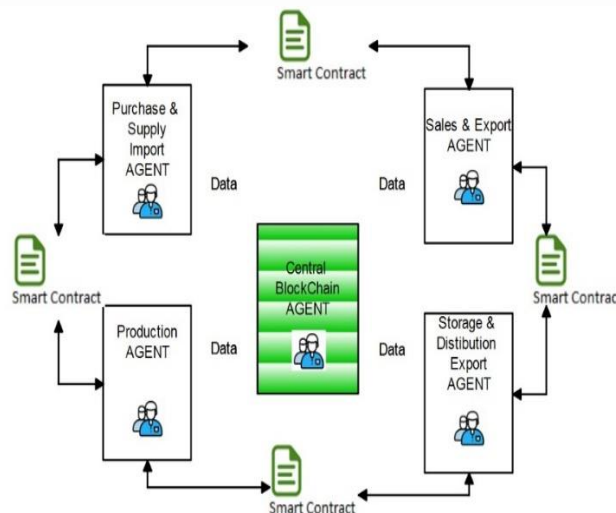 Smart Contract
Purchase &
Supply
Import
AGENT
Sales & Export
AGENT
Data
Data
Central
BlockChain
AGENT
Smart Contract
Smart Contract
Production
AGENT
Storage &
Distibution
Export
AGENT
Data
Data
Smart Contract